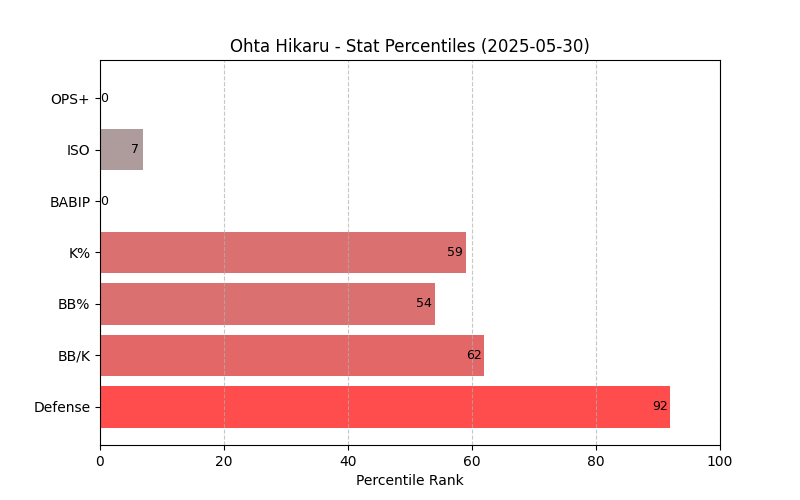 Ohta Hikaru - Stat Percentiles (2025-05-30)
OPS+ 0
ISO 7
BABIP 0
K% 59
BB% 54
BB/K 62
Defense 92
0 20 40 60 80 100
Percentile Rank